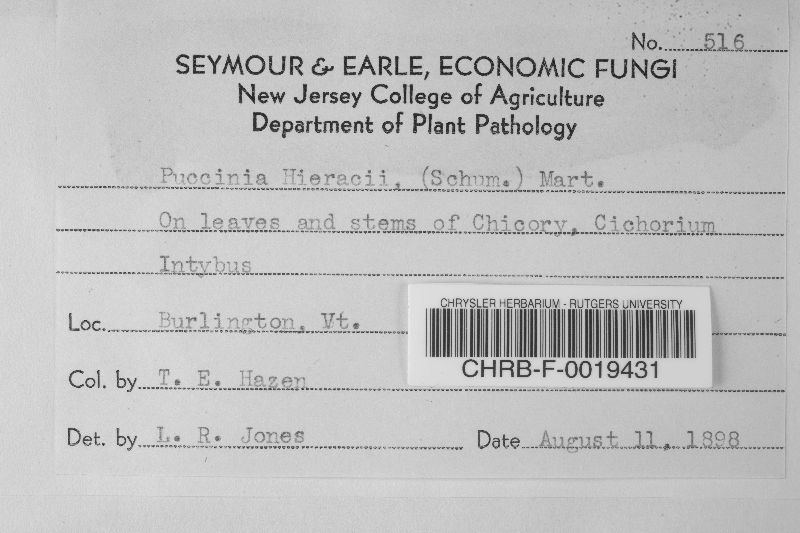 No. 516
SEYMOUR & EARLE, ECONOMIC FUNGI
New Jersey College of Agriculture
Department of Plant Pathology
Puccinia Hieracii, (Schum.) Mart.
On leaves and stems of Chicory, Cichorium
Intybus
Loc. Burlington, Vt.
CHRYSLER HERBARIUM - RUTGERS UNIVERSITY
CHRB-F-0019431
Col. by T. E. Hazen
Det. by L. R. Jones Date August 11, 1898